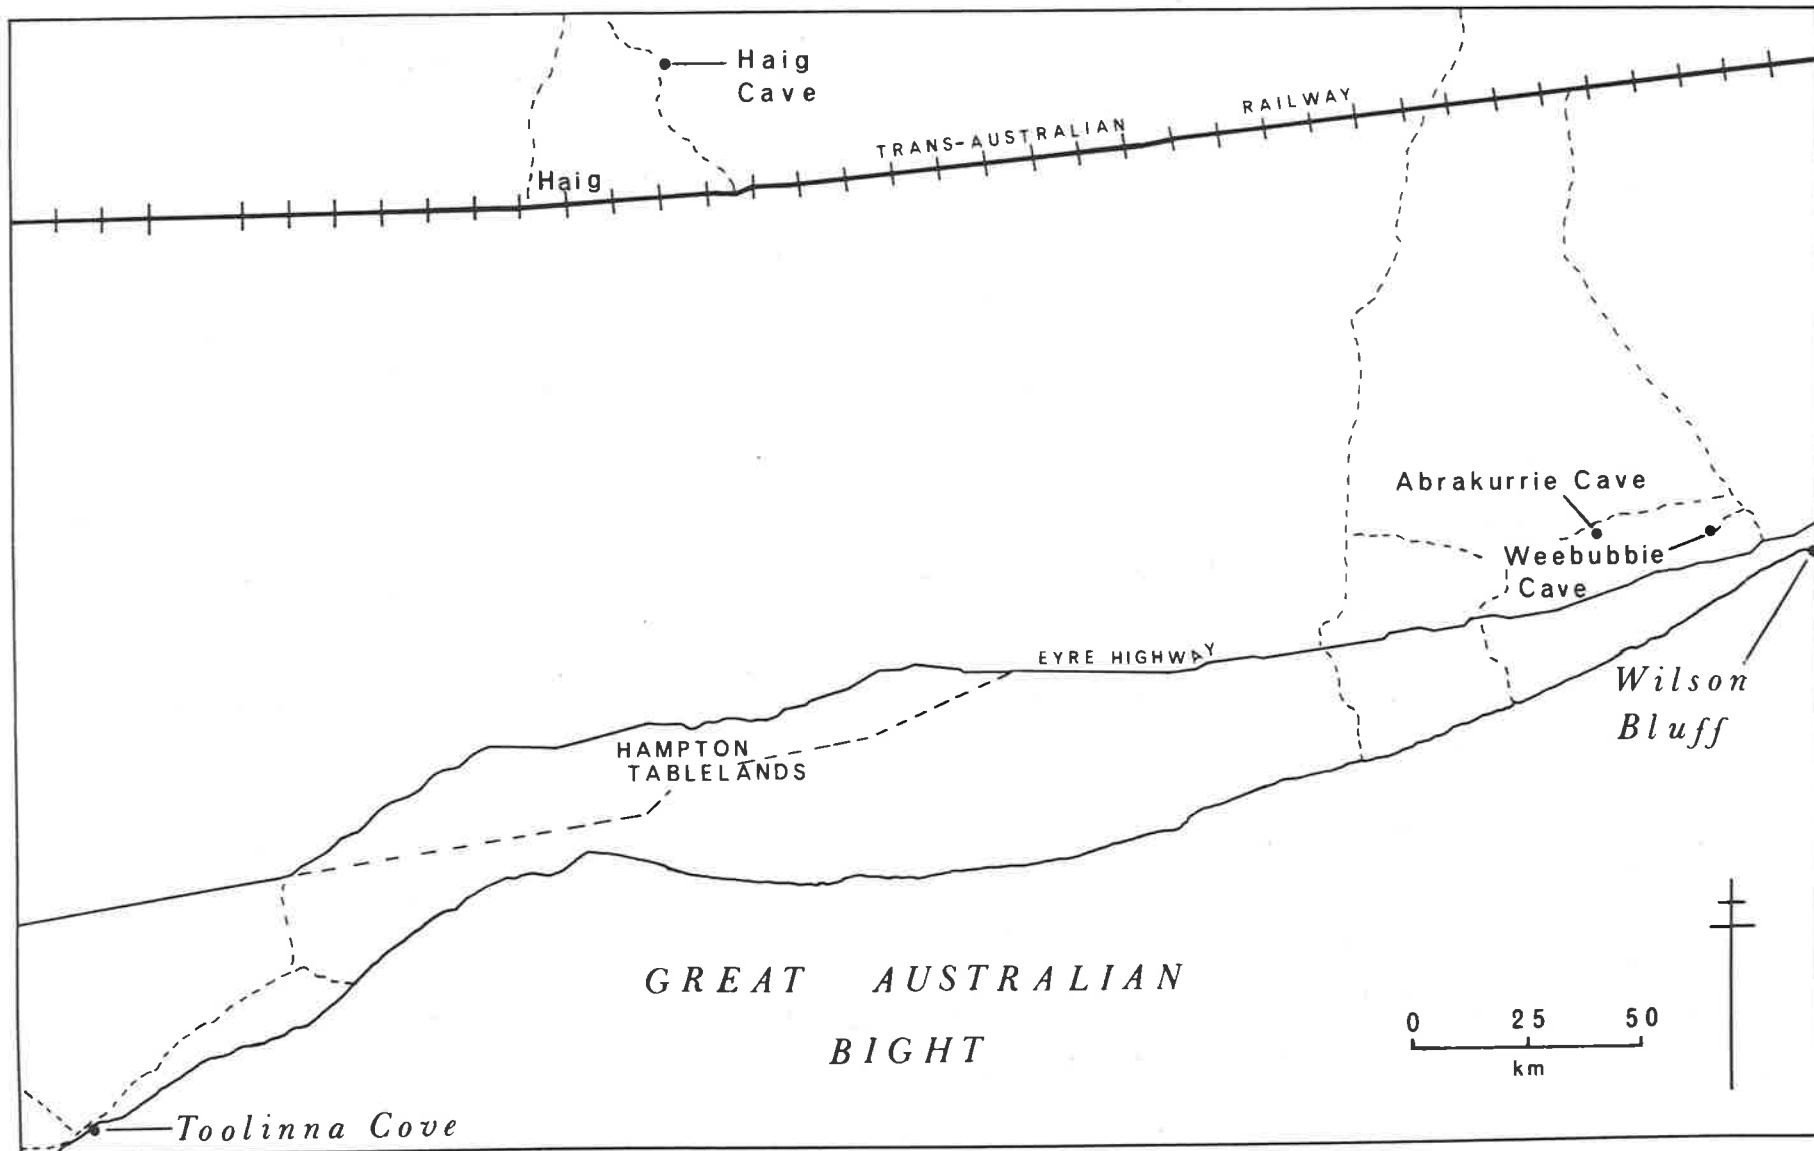 Haig
Cave
RAILWAY
TRANS-AUSTRALIAN
Haig
Abrakurrie Cave
Weebubbie
Cave
EYRE HIGHWAY
Wilson
Bluff
HAMPTON
TABLELANDS
GREAT AUSTRALIAN
BIGHT
0 25 50
km
Toolinna Cove